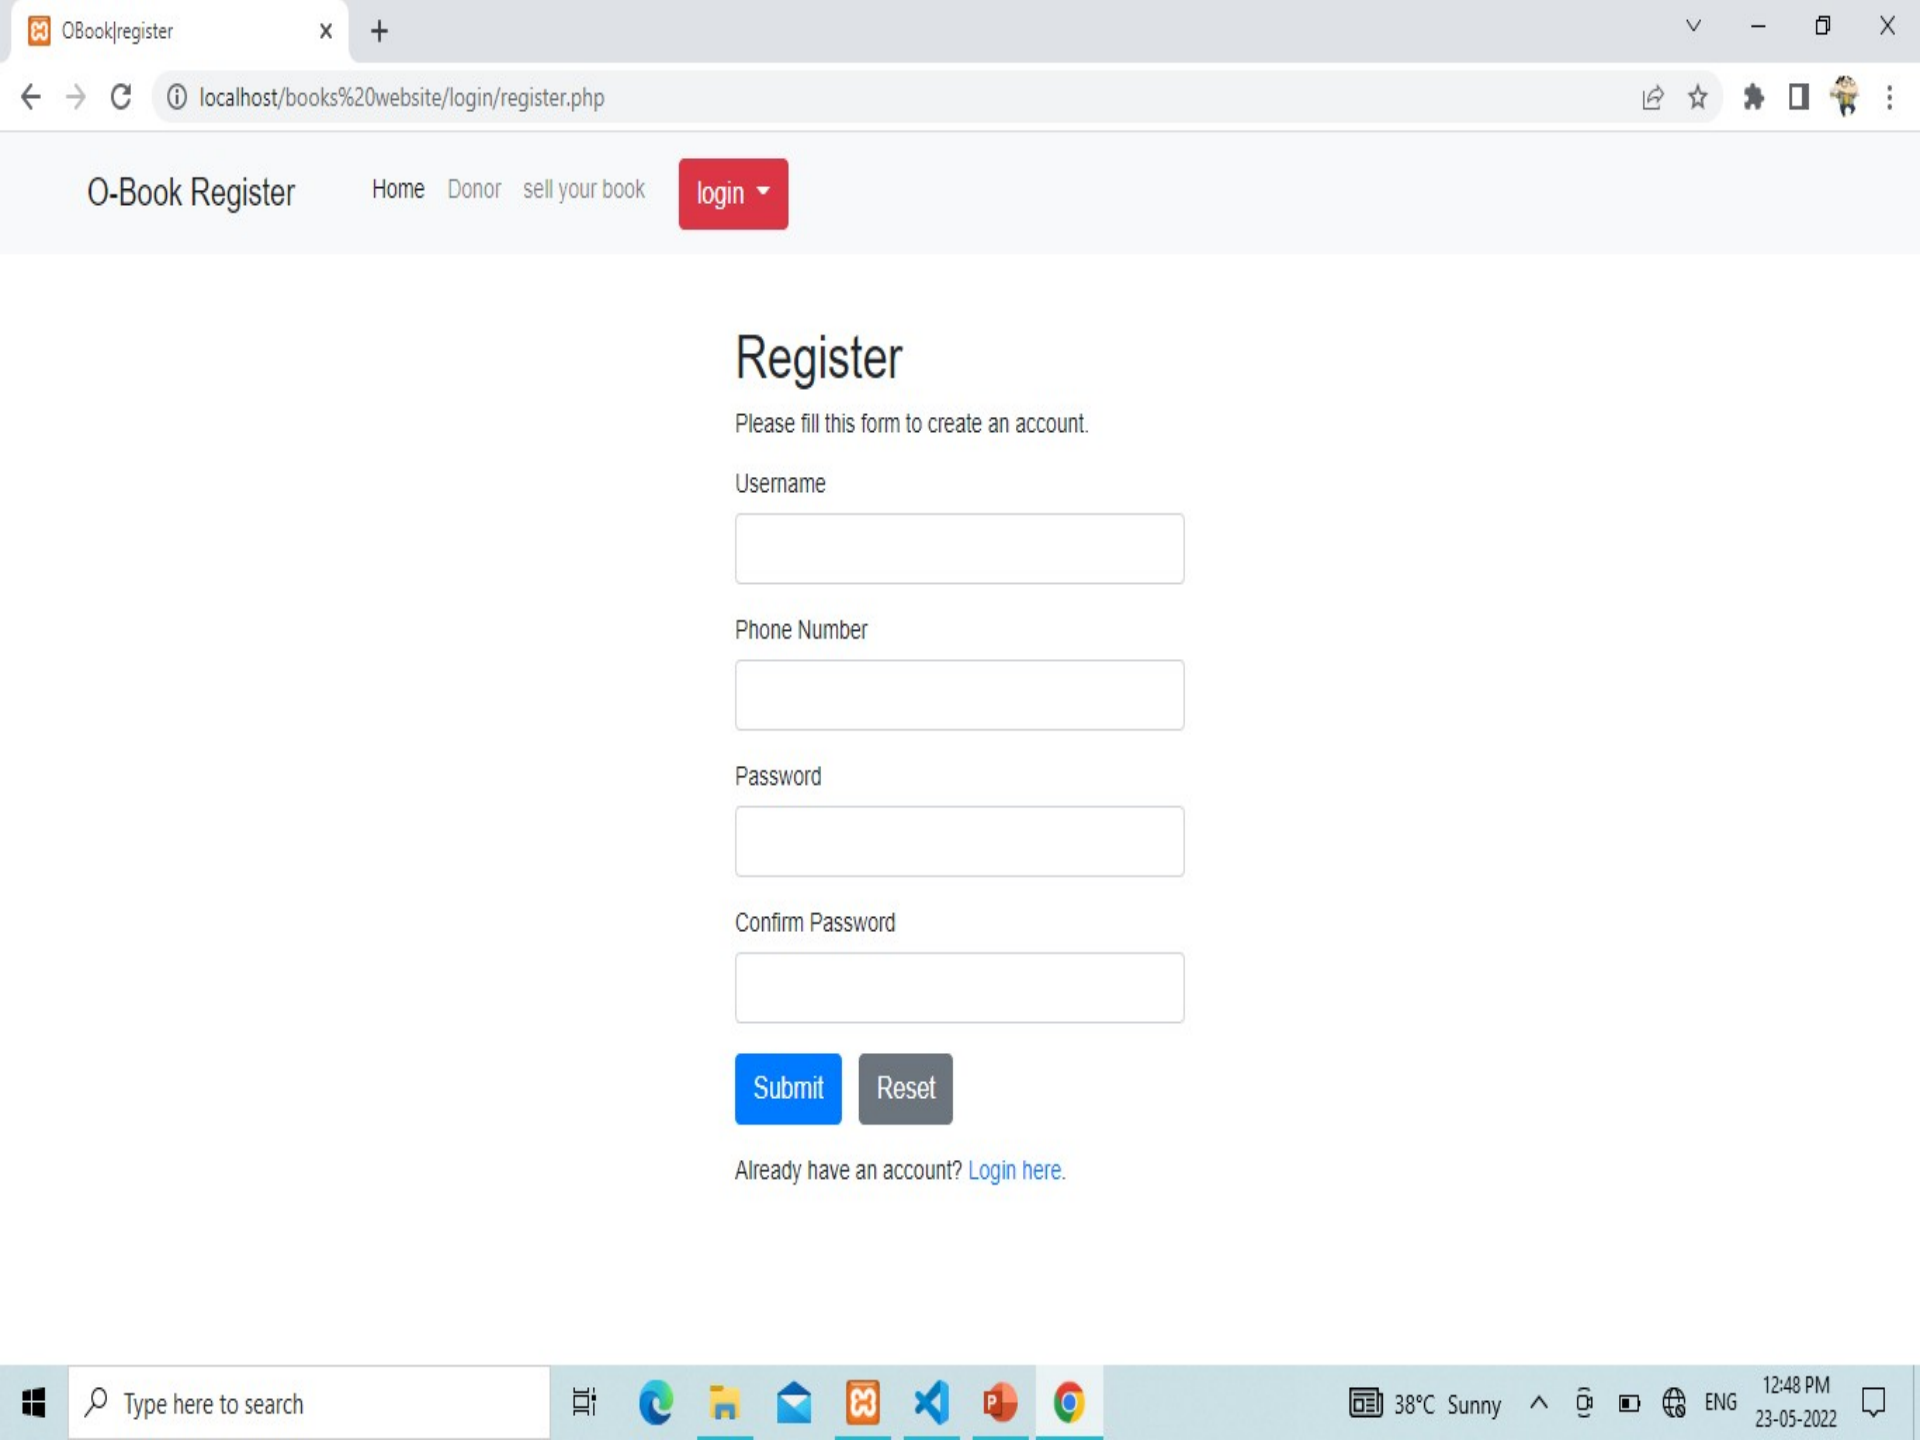 OBook|register
localhost/books%20website/login/register.php
O-Book Register Home Donor sell your book login
Register
Please fill this form to create an account.
Username
Phone Number
Password
Confirm Password
Submit Reset
Already have an account? Login here.
Type here to search
38°C Sunny ENG 12:48 PM
23-05-2022